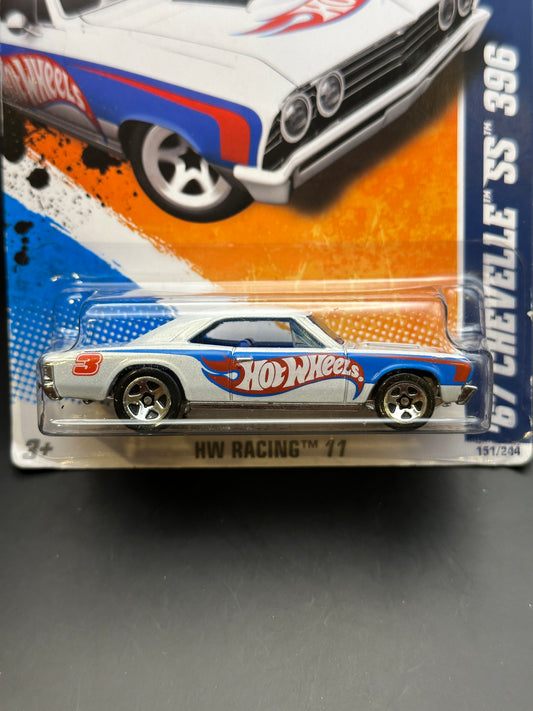 HOT WHEELS
'67 CHEVELLE™ SS™ 396
3
HOT WHEELS®
3+
HW RACING™ 11
151/244